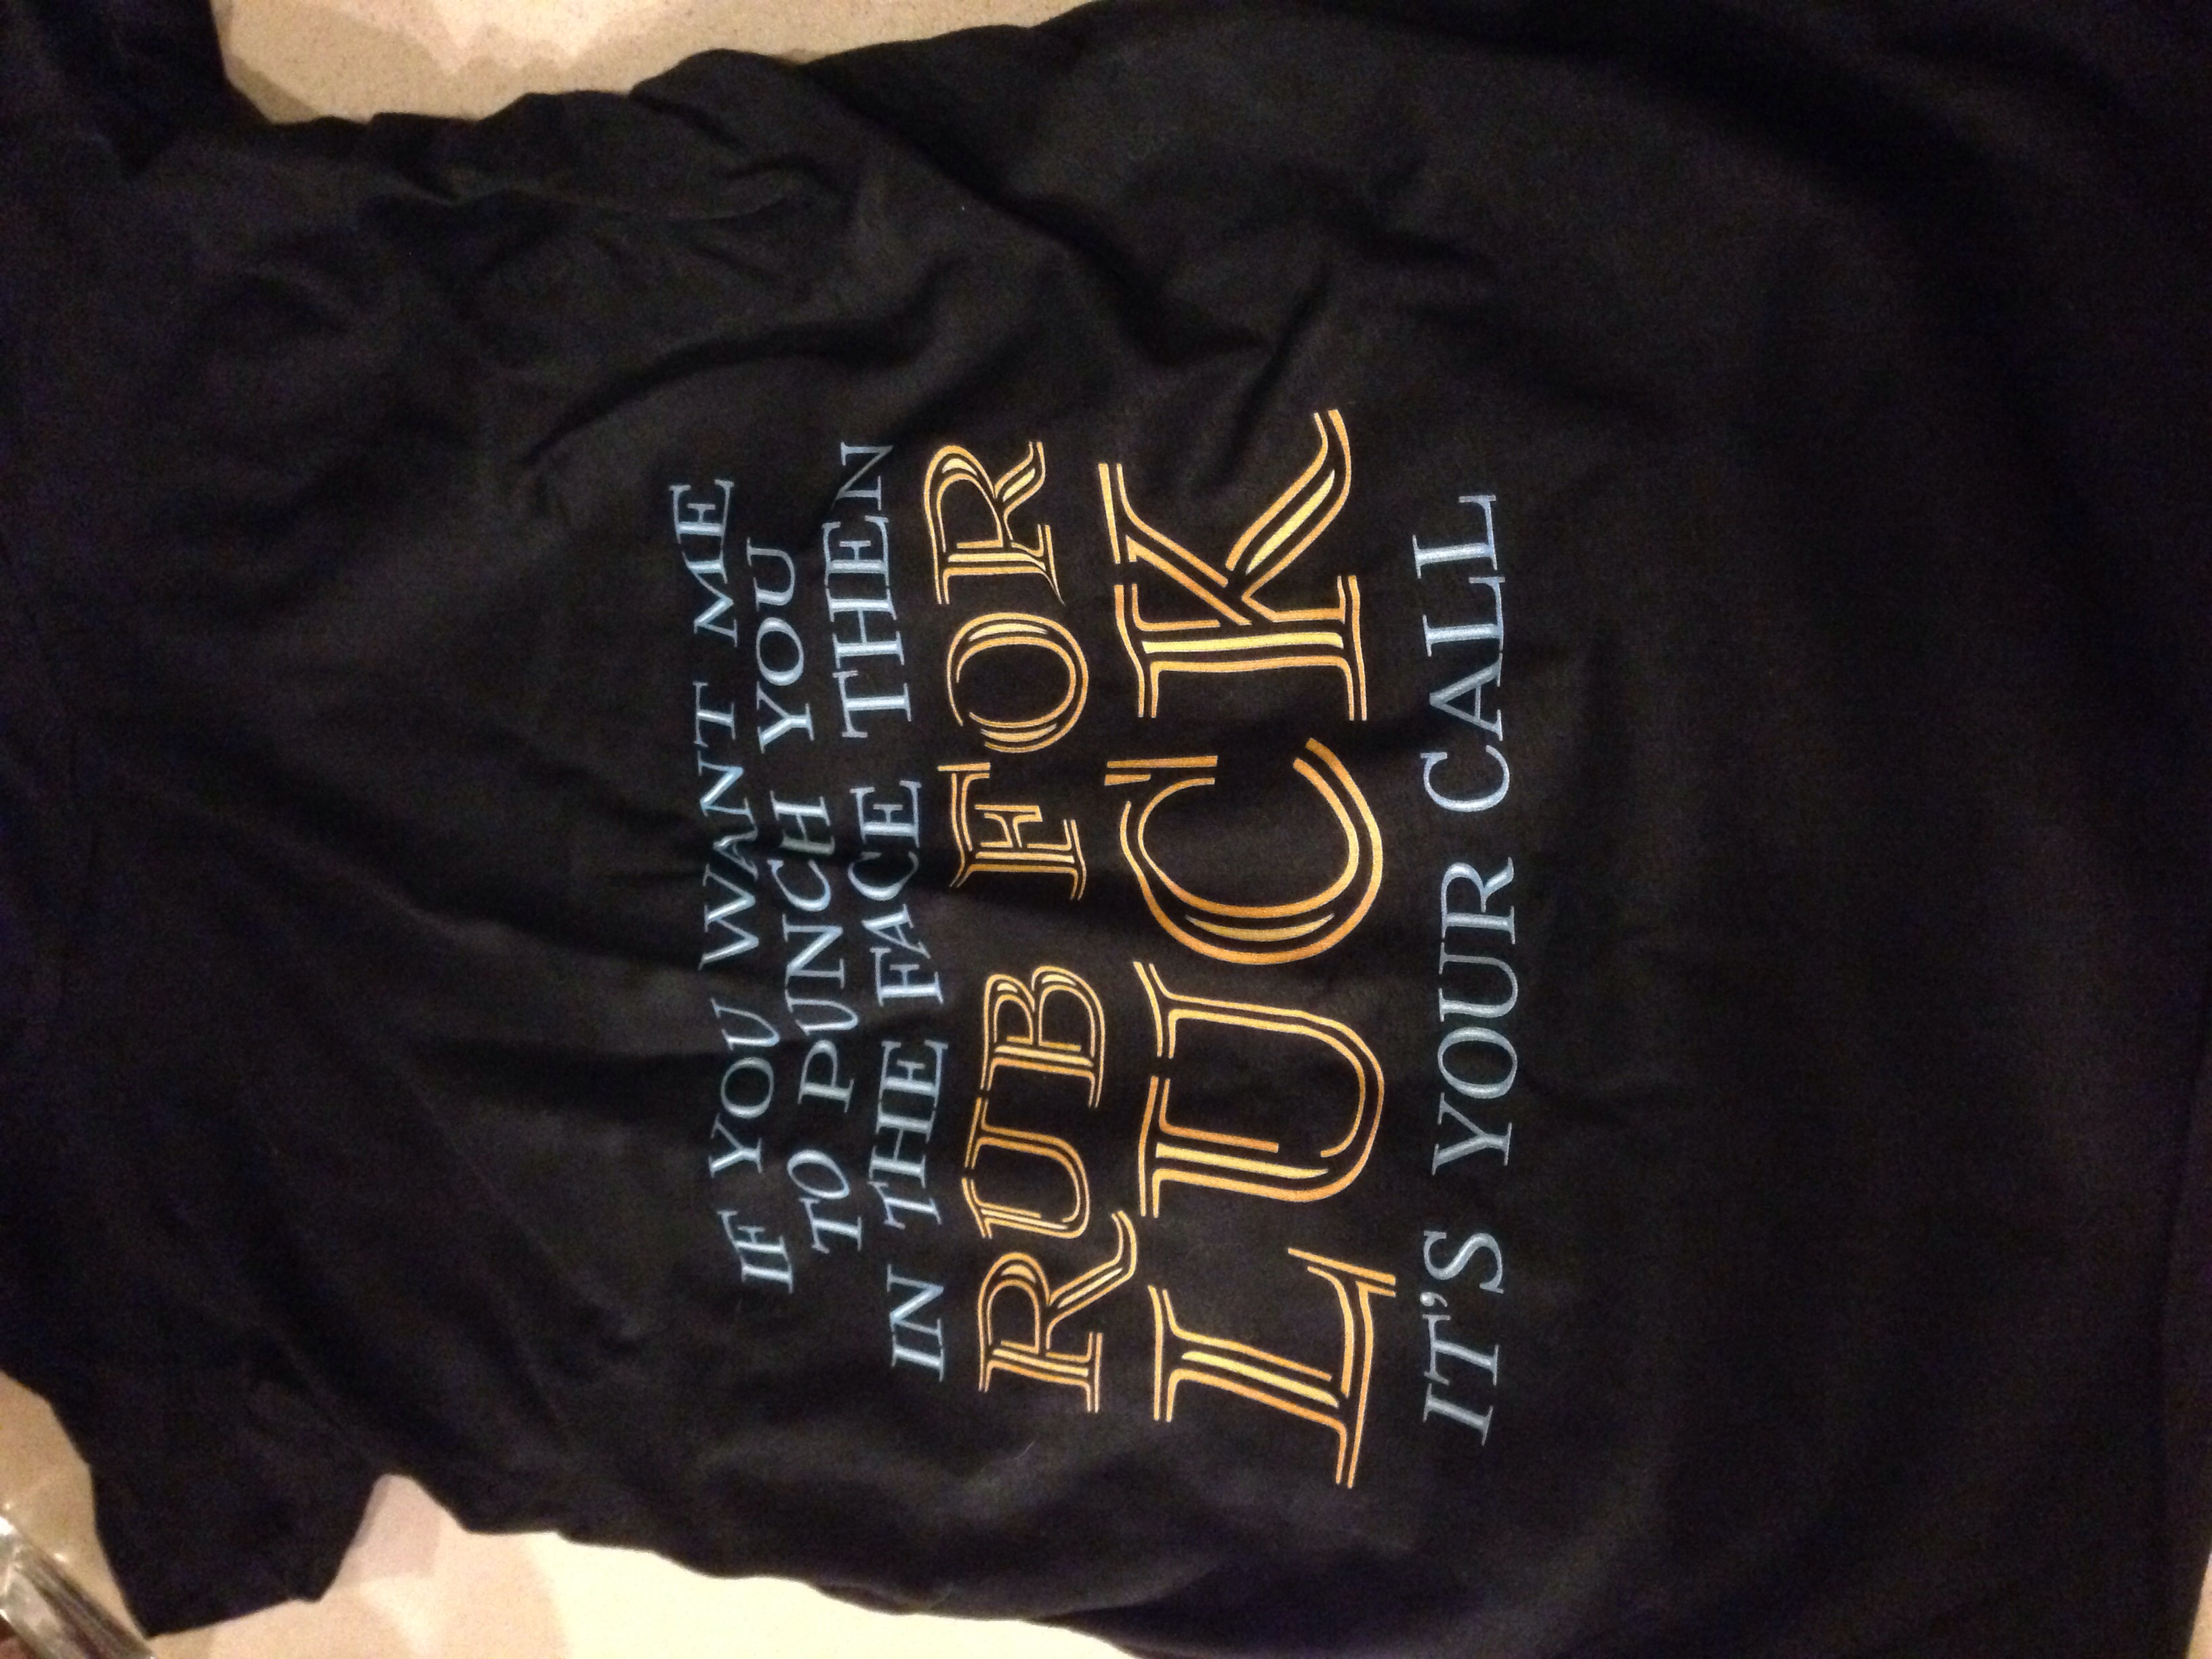 IF YOU WANT ME
TO PUNCH YOU
IN THE FACE THEN
RUB FOR
LUCK
IT'S YOUR CALL